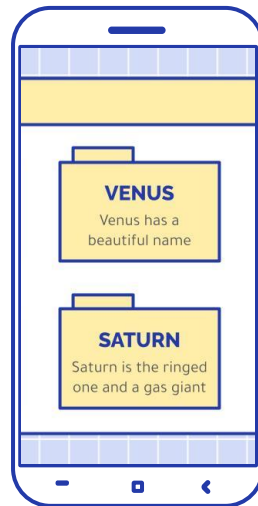 VENUS
Venus has a
beautiful name
SATURN
Saturn is the ringed
one and a gas giant